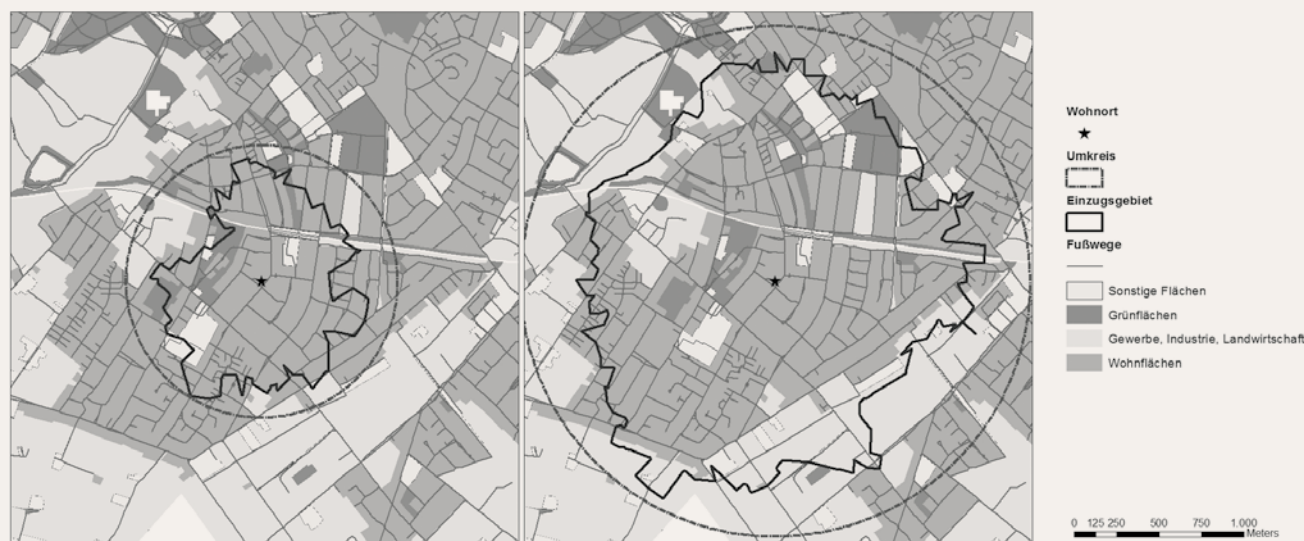 Wohnort
Umkreis
Einzugsgebiet
Fußwege
Sonstige Flächen
Grünflächen
Gewerbe, Industrie, Landwirtschaft
Wohnflächen
0 125 250 500 750 1.000
Meters